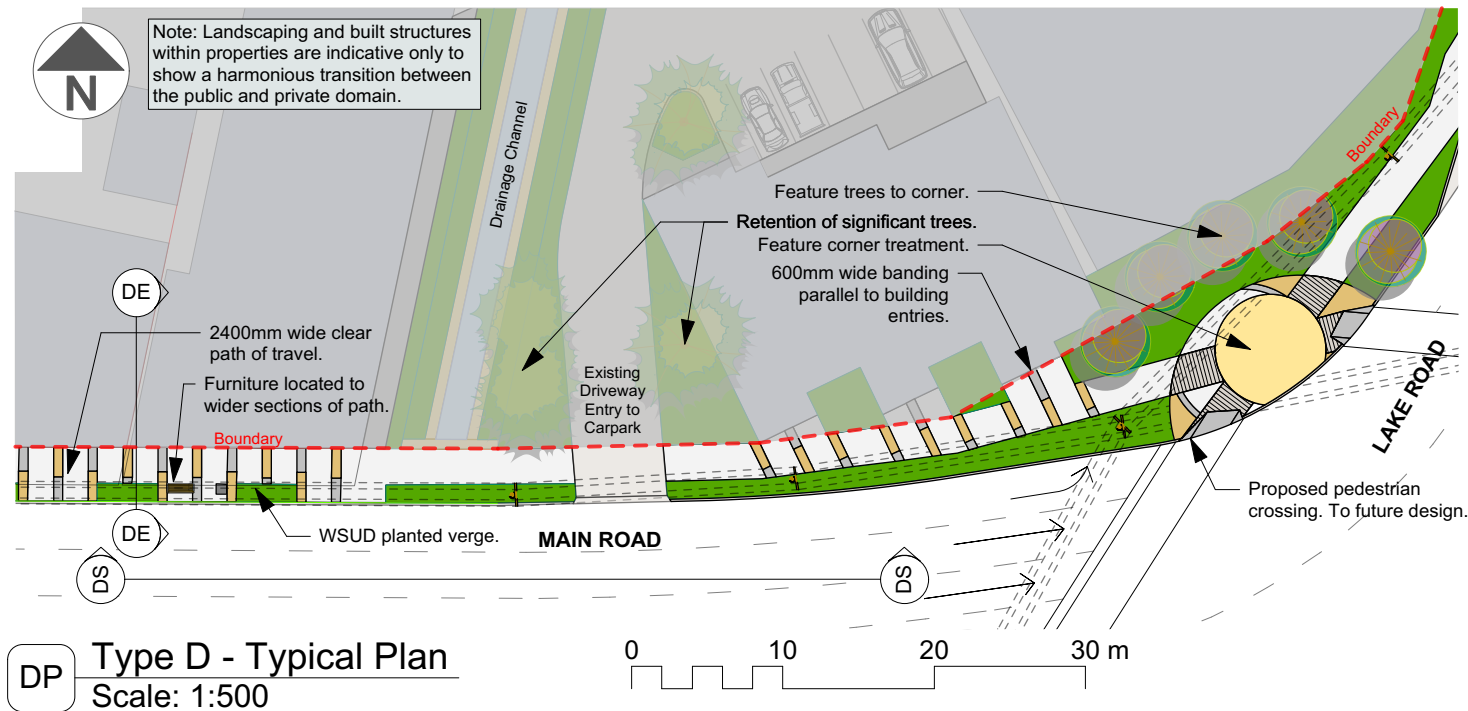 Note: Landscaping and built structures
within properties are indicative only to
show a harmonious transition between
the public and private domain.
N
Drainage Channel
Boundary
Feature trees to corner.
Retention of significant trees.
Feature corner treatment.
600mm wide banding
parallel to building
entries.
DE
2400mm wide clear
path of travel.
Furniture located to
wider sections of path.
Existing
Driveway
Entry to
Carpark
Boundary
LAKE ROAD
Proposed pedestrian
crossing. To future design.
DE
WSUD planted verge.
MAIN ROAD
DS
DS
DP
Type D - Typical Plan
Scale: 1:500
0 10 20 30 m